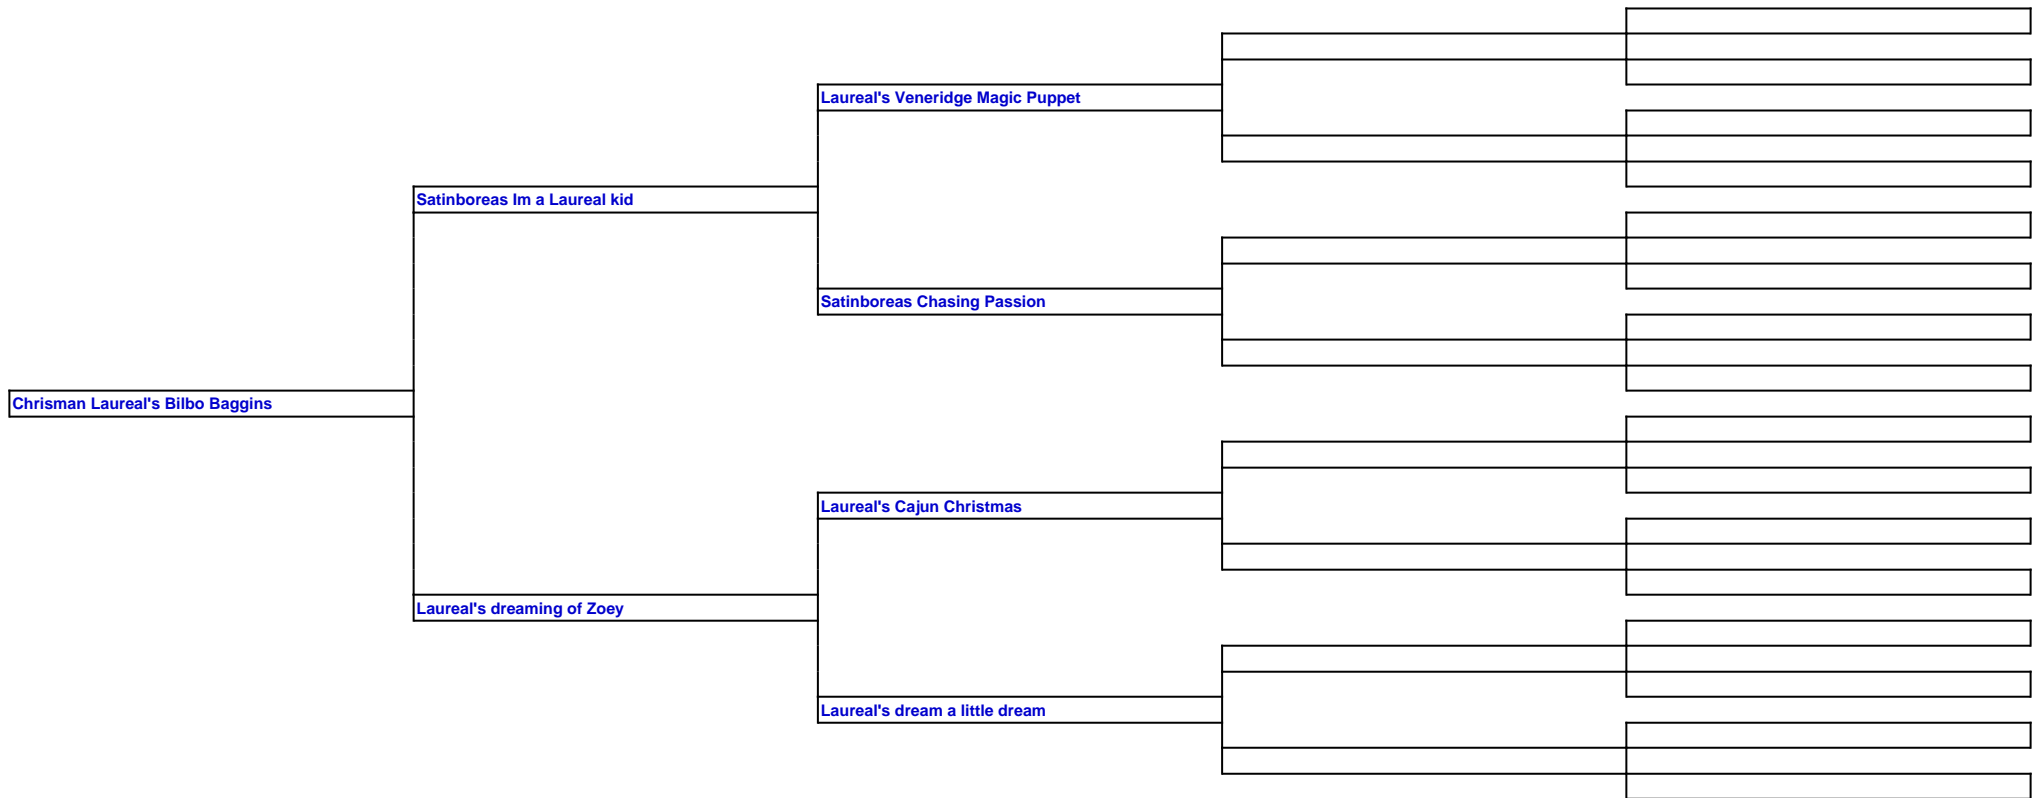 Laureal's Veneridge Magic Puppet
Satinboreas Im a Laureal kid
Satinboreas Chasing Passion
Chrisman Laureal's Bilbo Baggins
Laureal's Cajun Christmas
Laureal's dreaming of Zoey
Laureal's dream a little dream